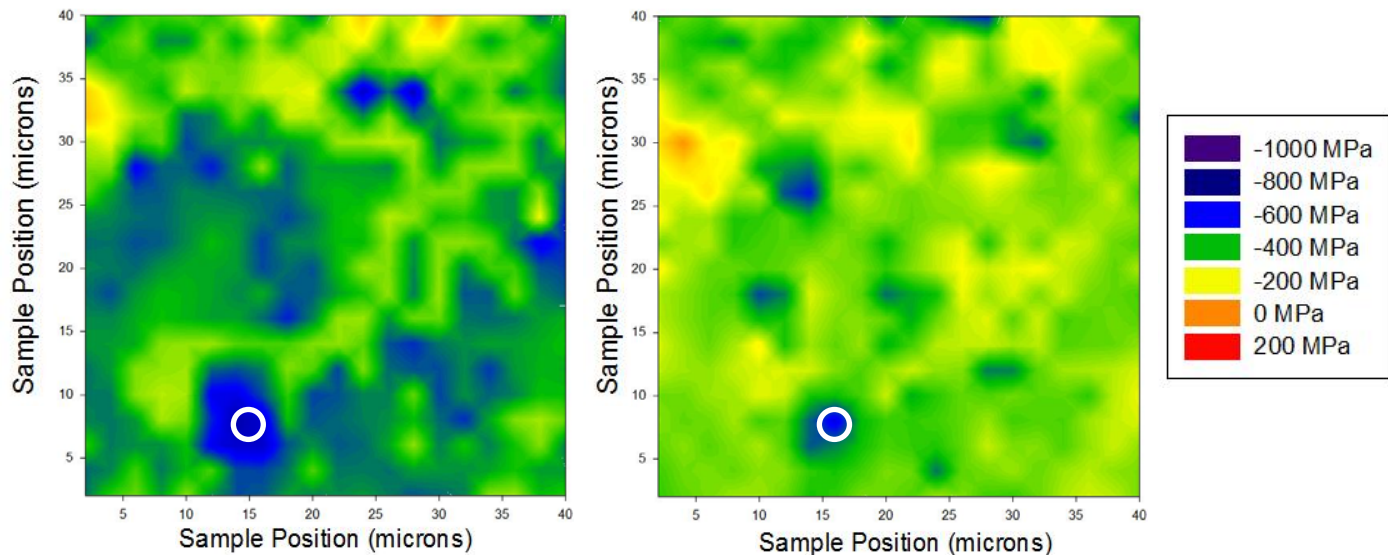 40
35
30
25
20
15
10
5
5 10 15 20 25 30 35 40
Sample Position (microns)
Sample Position (microns)
40
35
30
25
20
15
10
5
5 10 15 20 25 30 35 40
Sample Position (microns)
Sample Position (microns)
-1000 MPa
-800 MPa
-600 MPa
-400 MPa
-200 MPa
0 MPa
200 MPa